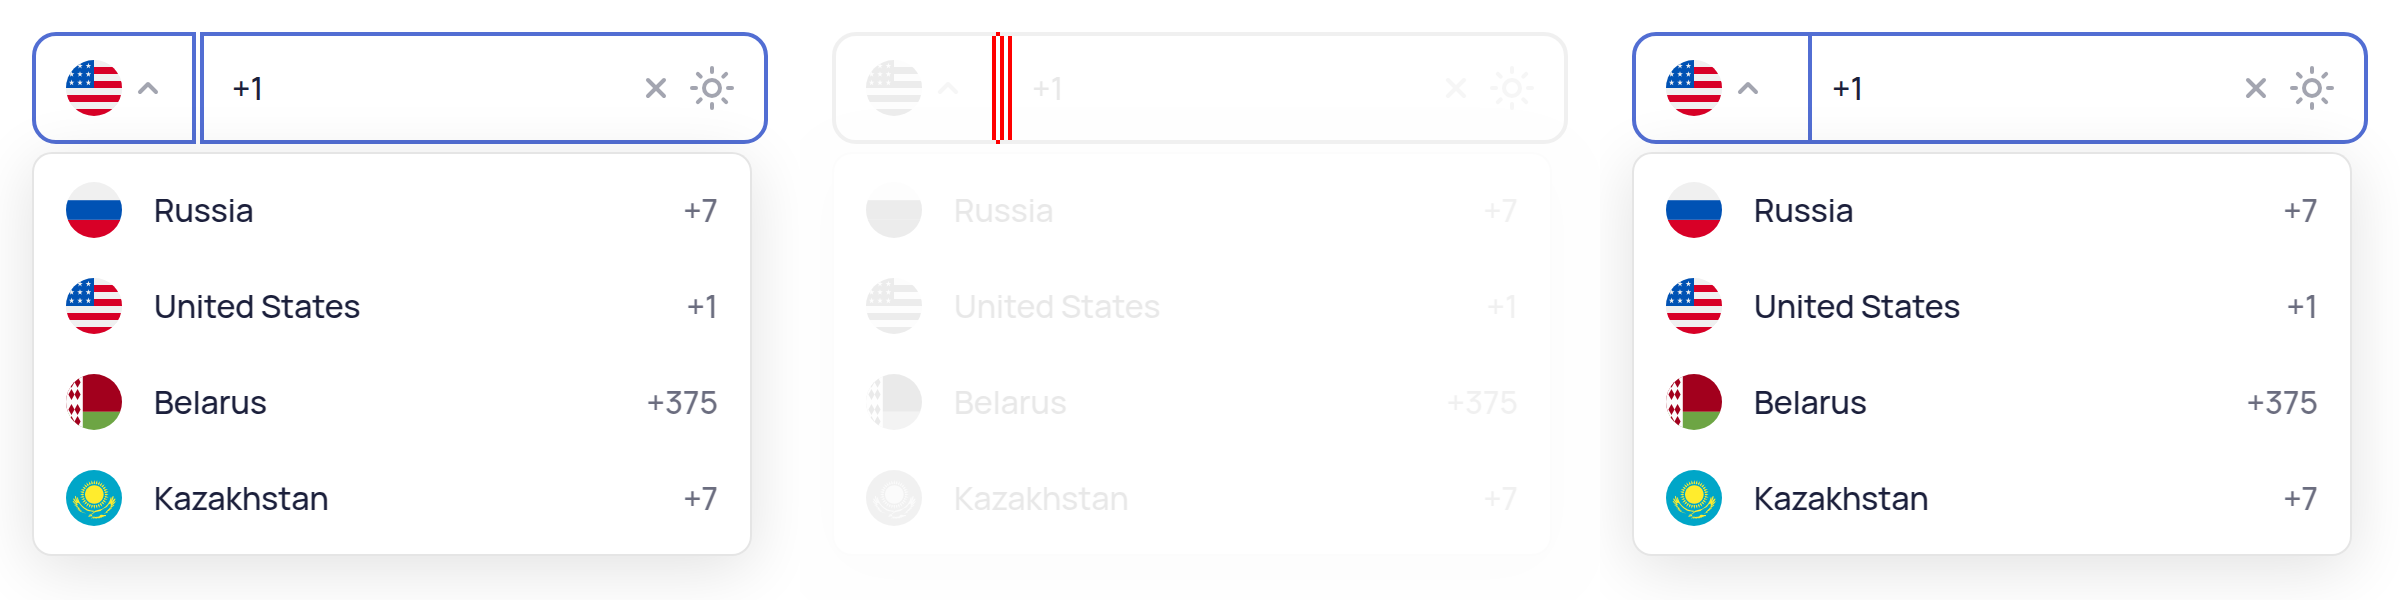 +1
Russia +7
United States +1
Belarus +375
Kazakhstan +7
+1
Russia +7
United States +1
Belarus +375
Kazakhstan +7
+1
Russia +7
United States +1
Belarus +375
Kazakhstan +7